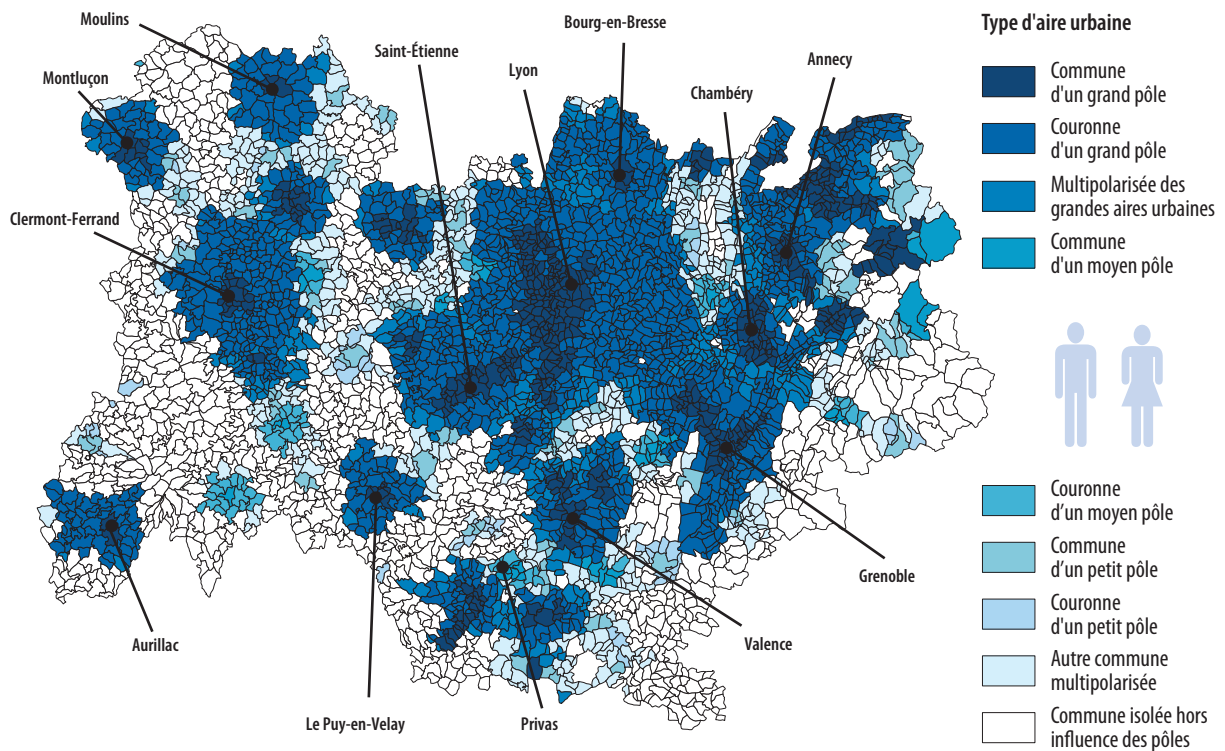 Moulins
Montluçon
Saint-Étienne
Bourg-en-Bresse
Lyon
Chambéry
Annecy
Clermont-Ferrand
Aurillac
Le Puy-en-Velay
Privas
Valence
Grenoble
Type d'aire urbaine
Commune
d'un grand pôle
Couronne
d'un grand pôle
Multipolarisée des
grandes aires urbaines
Commune
d'un moyen pôle
Couronne
d’un moyen pôle
Commune
d’un petit pôle
Couronne
d'un petit pôle
Autre commune
multipolarisée
Commune isolée hors
influence des pôles